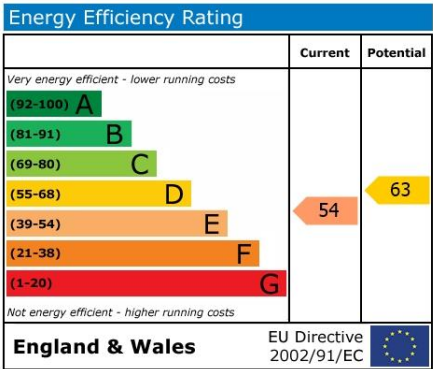 Energy Efficiency Rating
Current Potential
Very energy efficient - lower running costs
(92-100) A
(81-91) B
(69-80) C
(55-68) D
63
(39-54) E
54
(21-38) F
(1-20) G
Not energy efficient - higher running costs
England & Wales
EU Directive
2002/91/EC